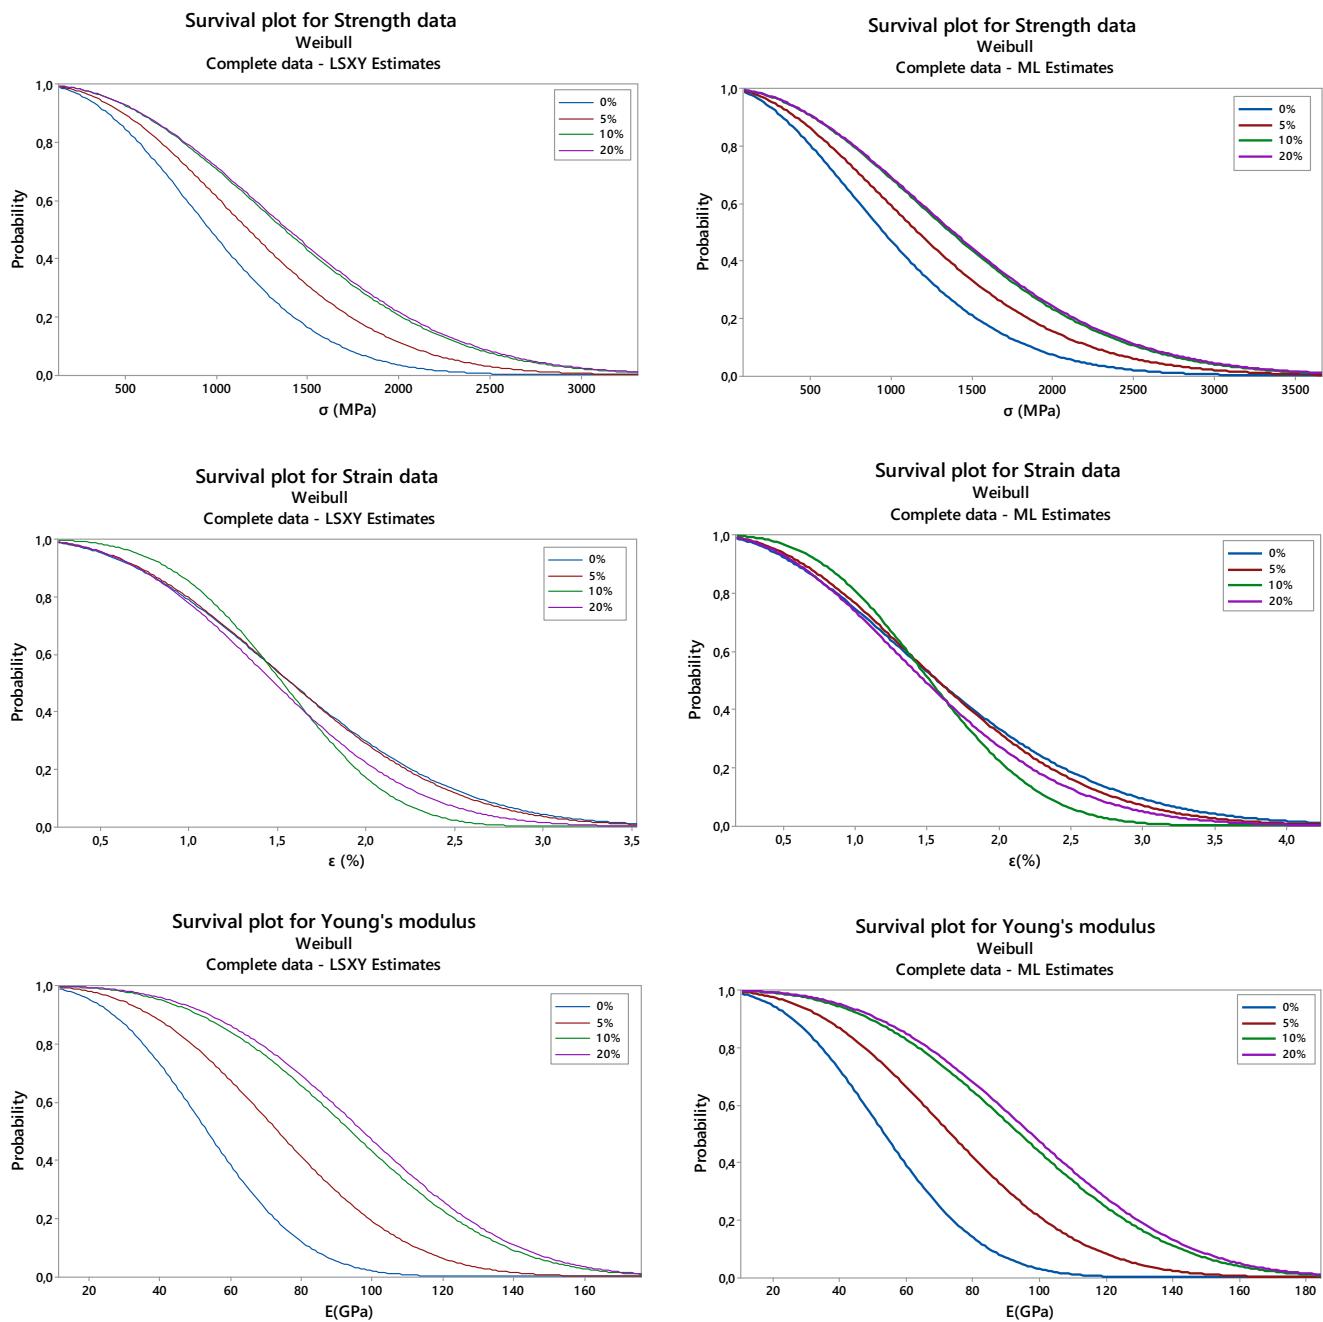 Survival plot for Strength data
Weibull
Complete data - LSXY Estimates
1,0
0,8
0,6
0,4
0,2
0,0
Probability
0%
5%
10%
20%
500 1000 1500 2000 2500 3000
σ (MPa)
Survival plot for Strength data
Weibull
Complete data - ML Estimates
1,0
0,8
0,6
0,4
0,2
0,0
Probability
0%
5%
10%
20%
500 1000 1500 2000 2500 3000 3500
σ (MPa)
Survival plot for Strain data
Weibull
Complete data - LSXY Estimates
1,0
0,8
0,6
0,4
0,2
0,0
Probability
0%
5%
10%
20%
0,5 1,0 1,5 2,0 2,5 3,0 3,5
ε (%)
Survival plot for Strain data
Weibull
Complete data - ML Estimates
1,0
0,8
0,6
0,4
0,2
0,0
Probability
0%
5%
10%
20%
0,5 1,0 1,5 2,0 2,5 3,0 3,5 4,0
ε(%)
Survival plot for Young's modulus
Weibull
Complete data - LSXY Estimates
1,0
0,8
0,6
0,4
0,2
0,0
Probability
0%
5%
10%
20%
20 40 60 80 100 120 140 160
E(GPa)
Survival plot for Young's modulus
Weibull
Complete data - ML Estimates
1,0
0,8
0,6
0,4
0,2
0,0
Probability
0%
5%
10%
20%
20 40 60 80 100 120 140 160 180
E(GPa)